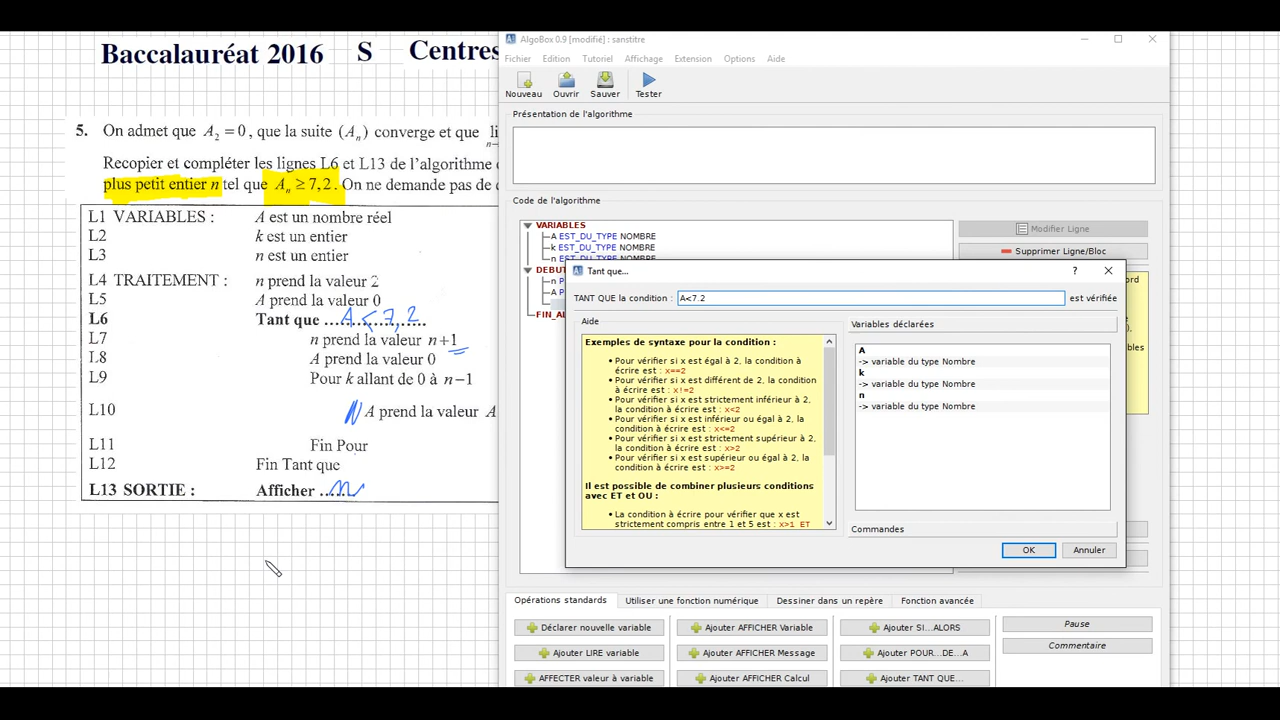 Baccalauréat 2016 S Centres
5. On admet que A₂ = 0, que la suite (Aₙ) converge et que li
n→
Recopier et compléter les lignes L6 et L13 de l'algorithme
plus petit entier n tel que Aₙ ≥ 7,2. On ne demande pas de
L1 VARIABLES : A est un nombre réel
L2 k est un entier
L3 n est un entier
L4 TRAITEMENT : n prend la valeur 2
L5 A prend la valeur 0
L6 Tant que A < 7,2
L7 n prend la valeur n+1
L8 A prend la valeur 0
L9 Pour k allant de 0 à n−1
L10 A prend la valeur A
L11 Fin Pour
L12 Fin Tant que
L13 SORTIE : Afficher ...n
AlgoBox 0.9 [modifié] : sanstitre
Fichier Edition Tutoriel Affichage Extension Options Aide
Nouveau Ouvrir Sauver Tester
Présentation de l'algorithme
Code de l'algorithme
VARIABLES
A EST_DU_TYPE NOMBRE
k EST_DU_TYPE NOMBRE
n EST_DU_TYPE NOMBRE
DEBU
n P
A P
FIN_AL
Modifier Ligne
Supprimer Ligne/Bloc
Tant que...
?
TANT QUE la condition : A<7.2 est vérifiée
Aide
Exemples de syntaxe pour la condition :
• Pour vérifier si x est égal à 2, la condition à
écrire est : x==2
• Pour vérifier si x est différent de 2, la condition
à écrire est : x!=2
• Pour vérifier si x est strictement inférieur à 2,
la condition à écrire est : x<2
• Pour vérifier si x est inférieur ou égal à 2, la
condition à écrire est : x<=2
• Pour vérifier si x est strictement supérieur à 2,
la condition à écrire est : x>2
• Pour vérifier si x est supérieur ou égal à 2, la
condition à écrire est : x>=2
Il est possible de combiner plusieurs conditions
avec ET et OU :
• La condition à écrire pour vérifier que x est
strictement compris entre 1 et 5 est : x>1 ET
Variables déclarées
A
-> variable du type Nombre
k
-> variable du type Nombre
n
-> variable du type Nombre
Commandes
OK Annuler
Opérations standards Utiliser une fonction numérique Dessiner dans un repère Fonction avancée
Déclarer nouvelle variable Ajouter AFFICHER Variable Ajouter SI...ALORS Pause
Ajouter LIRE variable Ajouter AFFICHER Message Ajouter POUR...DE...A Commentaire
AFFECTER valeur à variable Ajouter AFFICHER Calcul Ajouter TANT QUE...